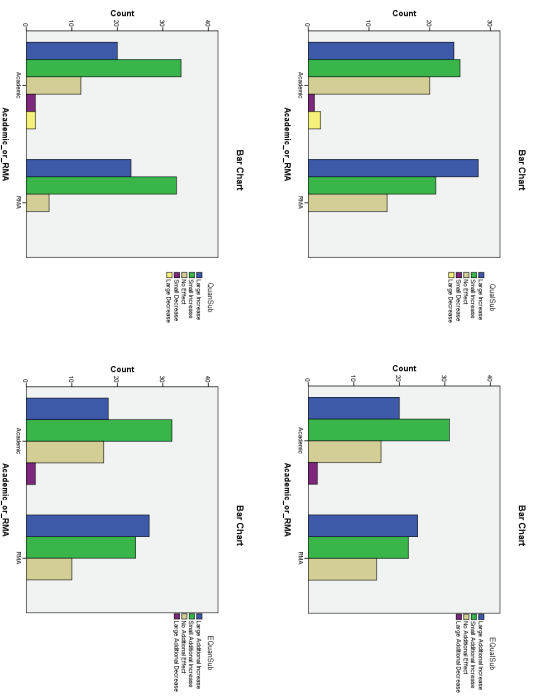 Bar Chart
QualSub
Large Increase
Small Increase
No Effect
Small Decrease
Large Decrease
Count
30
20
10
0
Academic
RMA
Academic_or_RMA
Bar Chart
EQualSub
Large Additional Increase
Small Additional Increase
No Additional Effect
Large Additional Decrease
Count
40
30
20
10
0
Academic
RMA
Academic_or_RMA
Bar Chart
QuanSub
Large Increase
Small Increase
No Effect
Small Decrease
Large Decrease
Count
40
30
20
10
0
Academic
RMA
Academic_or_RMA
Bar Chart
EQuanSub
Large Additional Increase
Small Additional Increase
No Additional Effect
Large Additional Decrease
Count
40
30
20
10
0
Academic
RMA
Academic_or_RMA